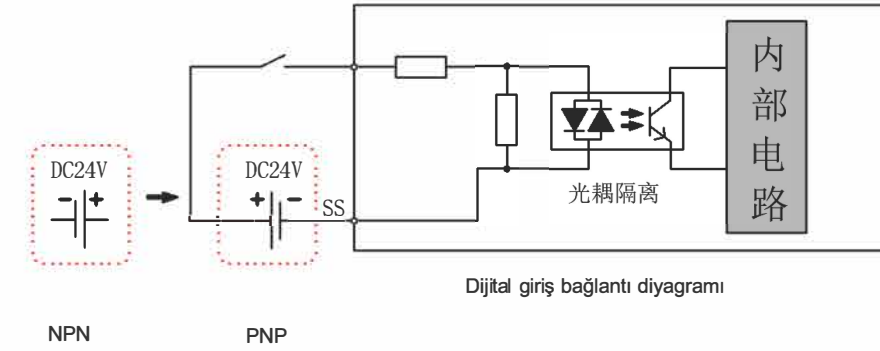 内部电路
DC24V
DC24V
- +
+ -
SS
光耦隔离
Dijital giriş bağlantı diyagramı
NPN
PNP